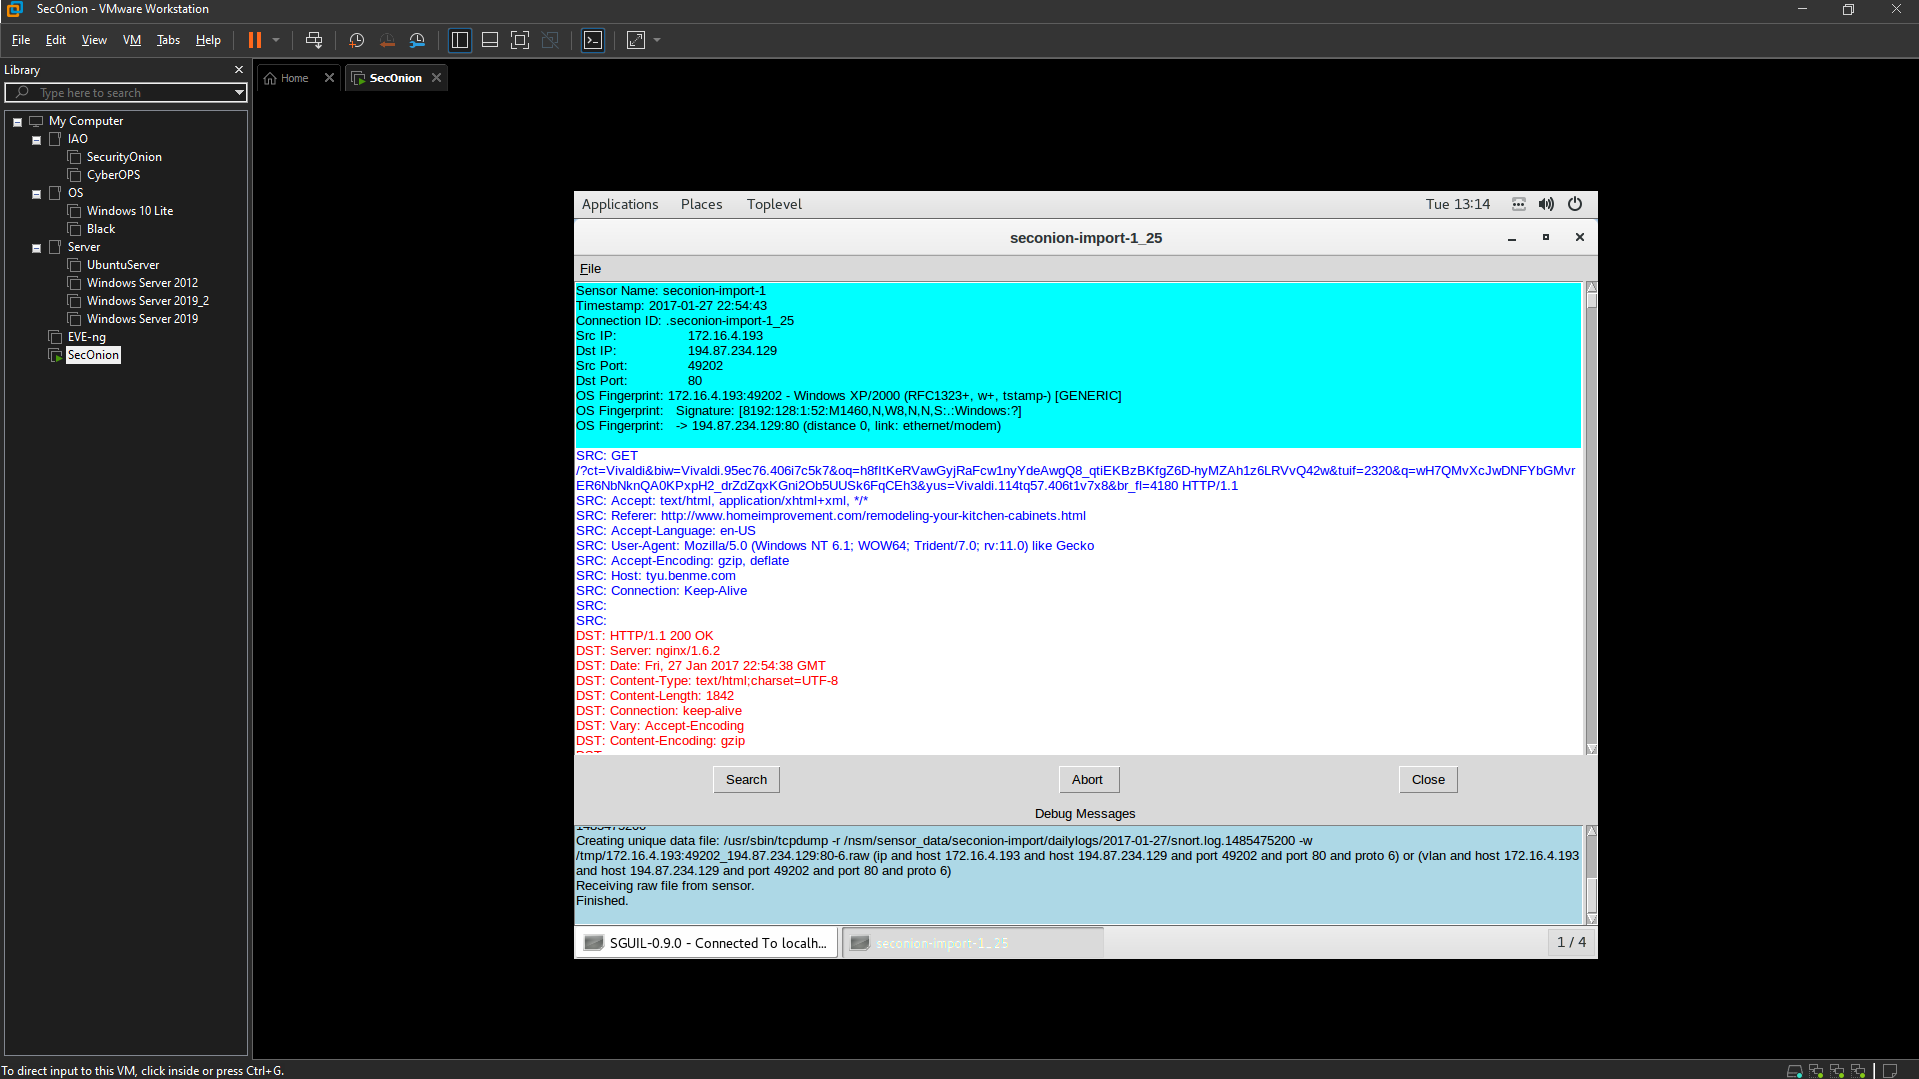 SecOnion - VMware Workstation
File Edit View VM Tabs Help
Library
Type here to search
Home
SecOnion
My Computer
IAO
SecurityOnion
CyberOPS
OS
Windows 10 Lite
Black
Server
UbuntuServer
Windows Server 2012
Windows Server 2019_2
Windows Server 2019
EVE-ng
SecOnion
Applications Places Toplevel Tue 13:14
seconion-import-1_25
File
Sensor Name: seconion-import-1
Timestamp: 2017-01-27 22:54:43
Connection ID: .seconion-import-1_25
Src IP: 172.16.4.193
Dst IP: 194.87.234.129
Src Port: 49202
Dst Port: 80
OS Fingerprint: 172.16.4.193:49202 - Windows XP/2000 (RFC1323+, w+, tstamp-) [GENERIC]
OS Fingerprint: Signature: [8192:128:1:52:M1460,N,W8,N,N,S:.:Windows:?]
OS Fingerprint: -> 194.87.234.129:80 (distance 0, link: ethernet/modem)
SRC: GET
/?ct=Vivaldi&biw=Vivaldi.95ec76.406i7c5k7&oq=h8fItKeRVawGyjRaFcw1nyYdeAwgQ8_qtiEKBzBKfgZ6D-hyMZAh1z6LRVvQ42w&tuif=2320&q=wH7QMvXcJwDNFYbGMvr
ER6NbNknQA0KPxpH2_drZdZqxKGni2Ob5UUSk6FqCEh3&yus=Vivaldi.114tq57.406t1v7x8&br_fl=4180 HTTP/1.1
SRC: Accept: text/html, application/xhtml+xml, */*
SRC: Referer: http://www.homeimprovement.com/remodeling-your-kitchen-cabinets.html
SRC: Accept-Language: en-US
SRC: User-Agent: Mozilla/5.0 (Windows NT 6.1; WOW64; Trident/7.0; rv:11.0) like Gecko
SRC: Accept-Encoding: gzip, deflate
SRC: Host: tyu.benme.com
SRC: Connection: Keep-Alive
SRC:
SRC:
DST: HTTP/1.1 200 OK
DST: Server: nginx/1.6.2
DST: Date: Fri, 27 Jan 2017 22:54:38 GMT
DST: Content-Type: text/html;charset=UTF-8
DST: Content-Length: 1842
DST: Connection: keep-alive
DST: Vary: Accept-Encoding
DST: Content-Encoding: gzip
Search Abort Close
Debug Messages
1485475200
Creating unique data file: /usr/sbin/tcpdump -r /nsm/sensor_data/seconion-import/dailylogs/2017-01-27/snort.log.1485475200 -w
/tmp/172.16.4.193:49202_194.87.234.129:80-6.raw (ip and host 172.16.4.193 and host 194.87.234.129 and port 49202 and port 80 and proto 6) or (vlan and host 172.16.4.193
and host 194.87.234.129 and port 49202 and port 80 and proto 6)
Receiving raw file from sensor.
Finished.
SGUIL-0.9.0 - Connected To localh... seconion-import-1_25 1 / 4
To direct input to this VM, click inside or press Ctrl+G.